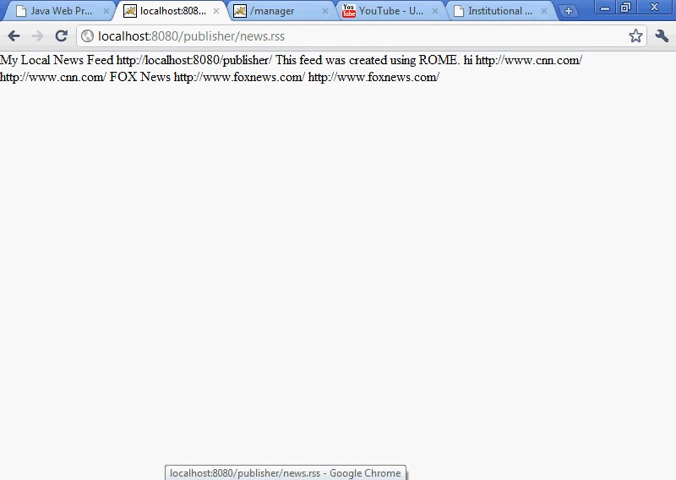 Java Web Pr...
localhost:808...
/manager
YouTube - U...
Institutional ...
localhost:8080/publisher/news.rss
My Local News Feed http://localhost:8080/publisher/ This feed was created using ROME. hi http://www.cnn.com/
http://www.cnn.com/ FOX News http://www.foxnews.com/ http://www.foxnews.com/
localhost:8080/publisher/news.rss - Google Chrome